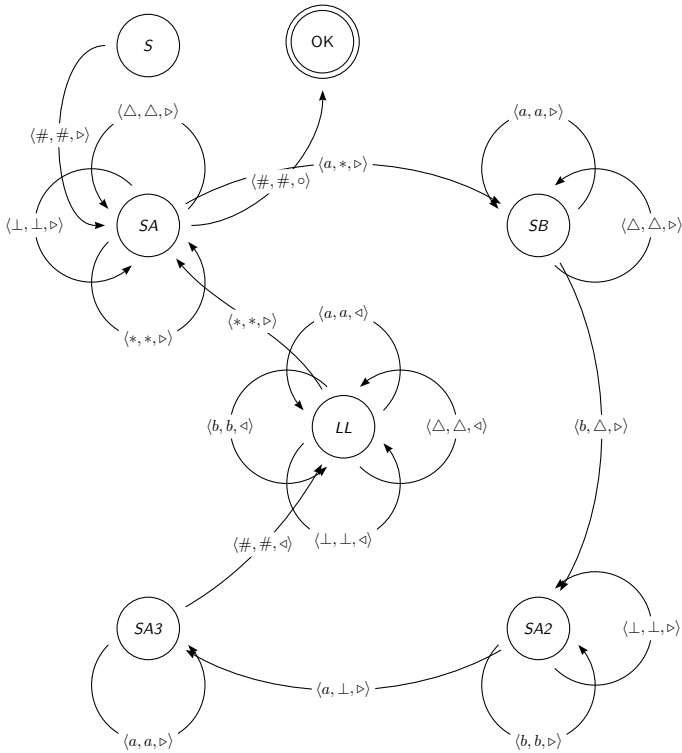 S
OK
⟨△, △, ▷⟩
⟨a, a, ▷⟩
⟨#, #, ▷⟩
⟨a, ∗, ▷⟩
⟨#, #, ○⟩
⟨⊥, ⊥, ▷⟩
SA
SB
⟨△, △, ▷⟩
⟨∗, ∗, ▷⟩
⟨∗, ∗, ▷⟩
⟨a, a, ◁⟩
⟨b, b, ◁⟩
LL
⟨△, △, ◁⟩
⟨b, △, ▷⟩
⟨#, #, ◁⟩
⟨⊥, ⊥, ◁⟩
SA3
SA2
⟨⊥, ⊥, ▷⟩
⟨a, ⊥, ▷⟩
⟨a, a, ▷⟩
⟨b, b, ▷⟩